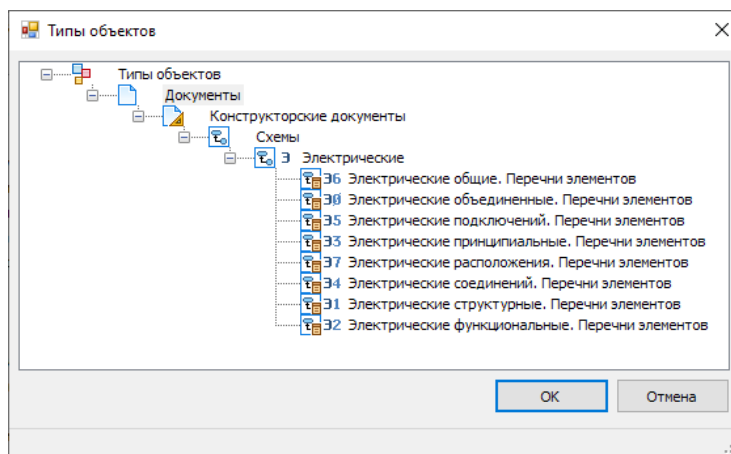 Типы объектов
Типы объектов
Документы
Конструкторские документы
Схемы
Э Электрические
Э6 Электрические общие. Перечни элементов
Э0 Электрические объединенные. Перечни элементов
Э5 Электрические подключений. Перечни элементов
Э3 Электрические принципиальные. Перечни элементов
Э7 Электрические расположения. Перечни элементов
Э4 Электрические соединений. Перечни элементов
Э1 Электрические структурные. Перечни элементов
Э2 Электрические функциональные. Перечни элементов
ОК Отмена